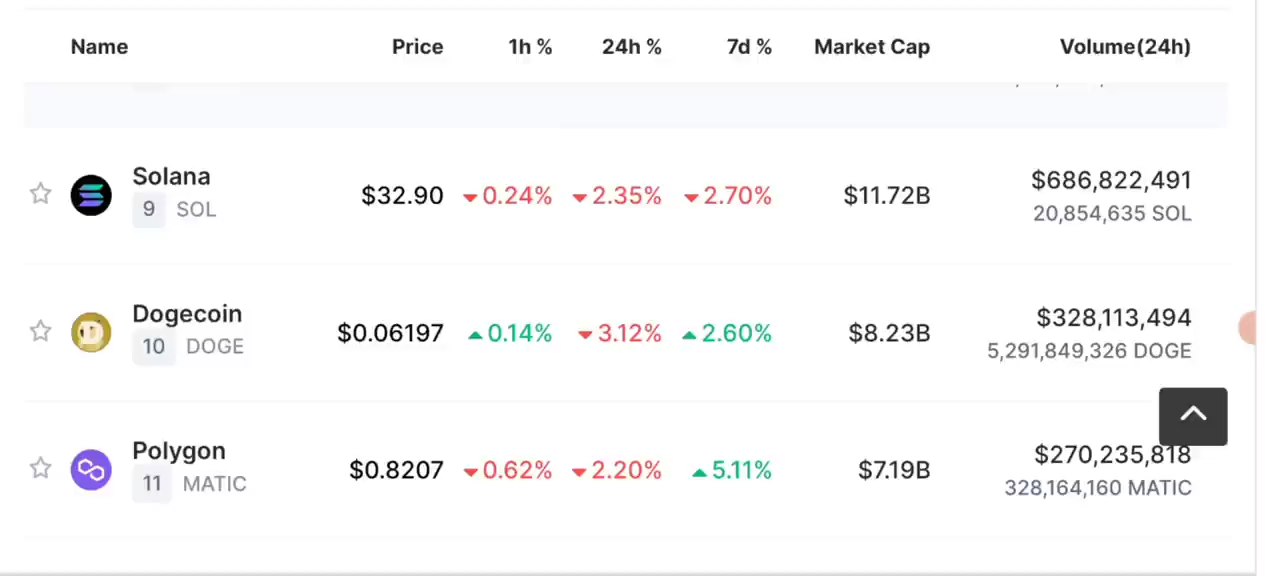 Name Price 1h % 24h % 7d % Market Cap Volume(24h)
Solana
9 SOL $32.90 0.24% 2.35% 2.70% $11.72B $686,822,491
20,854,635 SOL
Dogecoin
10 DOGE $0.06197 0.14% 3.12% 2.60% $8.23B $328,113,494
5,291,849,326 DOGE
Polygon
11 MATIC $0.8207 0.62% 2.20% 5.11% $7.19B $270,235,818
328,164,160 MATIC